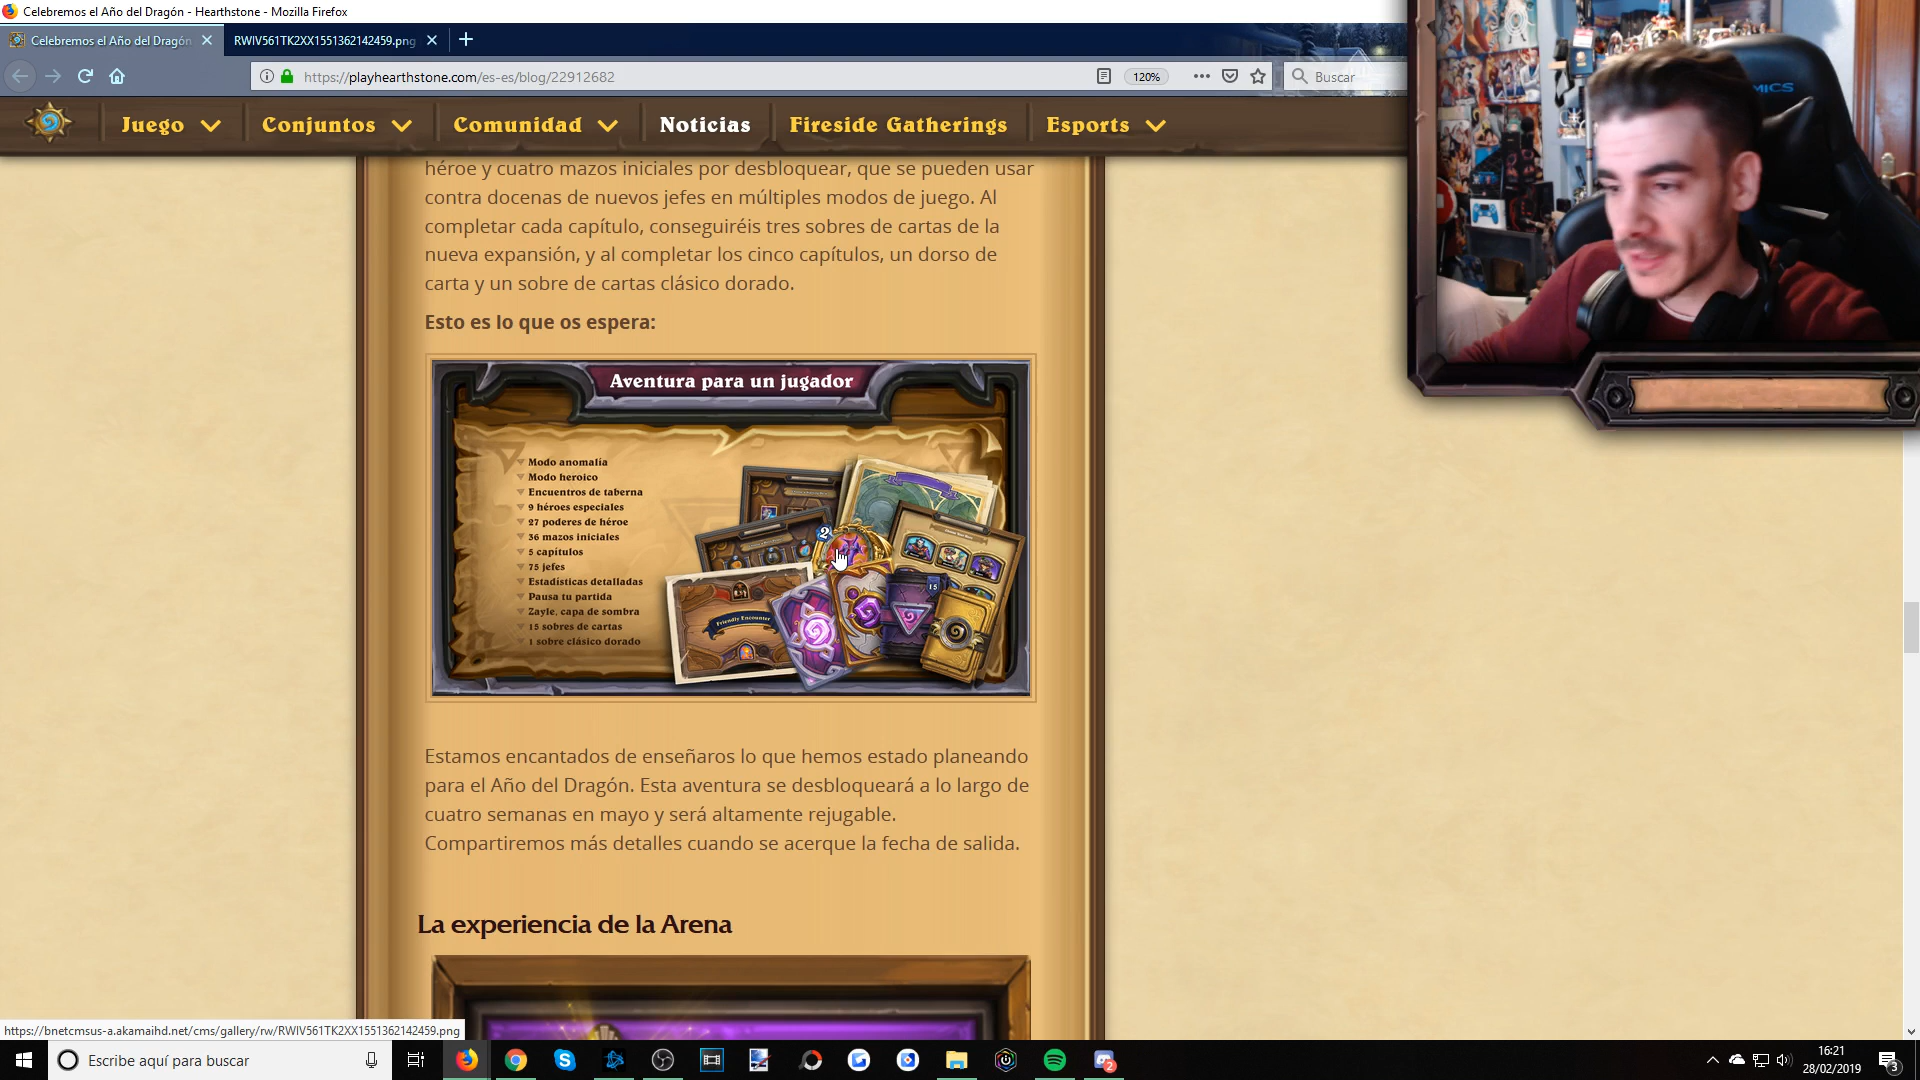 Celebremos el Año del Dragón - Hearthstone - Mozilla Firefox
Celebremos el Año del Dragón
RWIV561TK2XX1551362142459.png
https://playhearthstone.com/es-es/blog/22912682
120%
Buscar
Juego
Conjuntos
Comunidad
Noticias
Fireside Gatherings
Esports
héroe y cuatro mazos iniciales por desbloquear, que se pueden usar
contra docenas de nuevos jefes en múltiples modos de juego. Al
completar cada capítulo, conseguiréis tres sobres de cartas de la
nueva expansión, y al completar los cinco capítulos, un dorso de
carta y un sobre de cartas clásico dorado.
Esto es lo que os espera:
Aventura para un jugador
Modo anomalía
Modo heroico
Encuentros de taberna
9 héroes especiales
27 poderes de héroe
36 mazos iniciales
5 capítulos
75 jefes
Estadísticas detalladas
Pausa tu partida
Zayle, capa de sombra
15 sobres de cartas
1 sobre clásico dorado
2
15
Friendly Encounter
Estamos encantados de enseñaros lo que hemos estado planeando
para el Año del Dragón. Esta aventura se desbloqueará a lo largo de
cuatro semanas en mayo y será altamente rejugable.
Compartiremos más detalles cuando se acerque la fecha de salida.
La experiencia de la Arena
https://bnetcmsus-a.akamaihd.net/cms/gallery/rw/RWIV561TK2XX1551362142459.png
Escribe aquí para buscar
2
16:21
28/02/2019
3